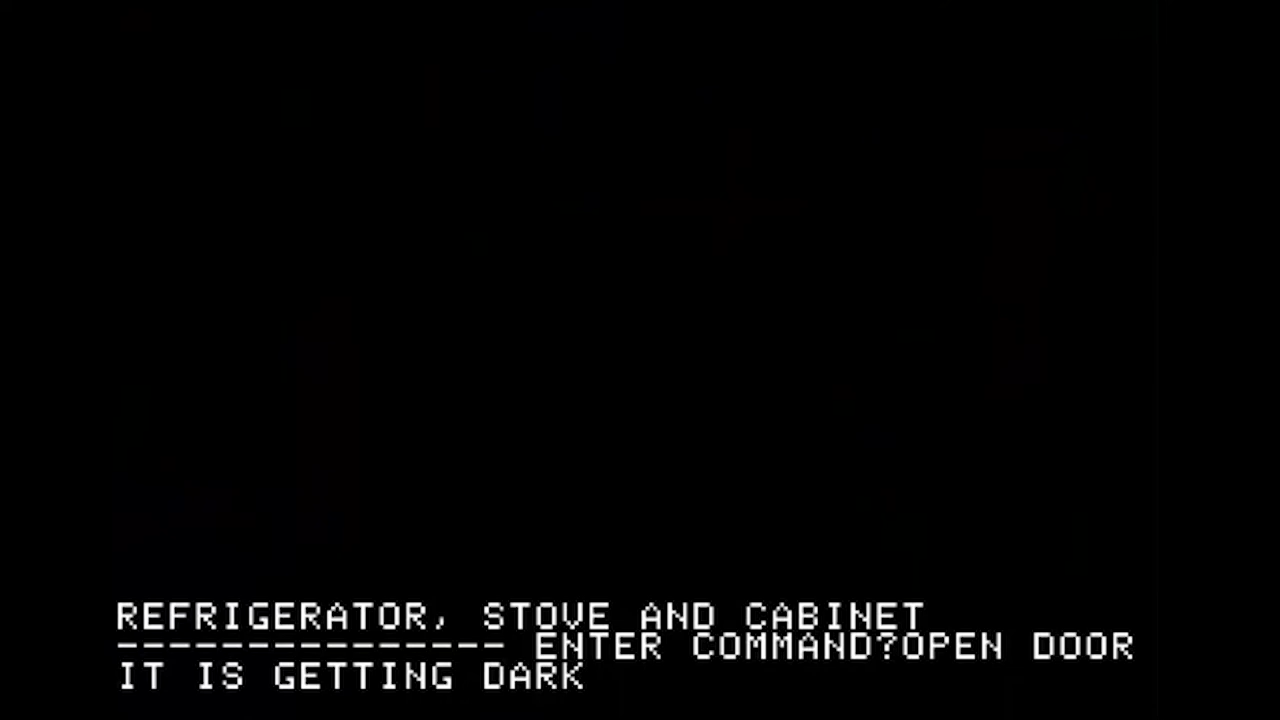 REFRIGERATOR, STOVE AND CABINET
--------------- ENTER COMMAND?OPEN DOOR
IT IS GETTING DARK